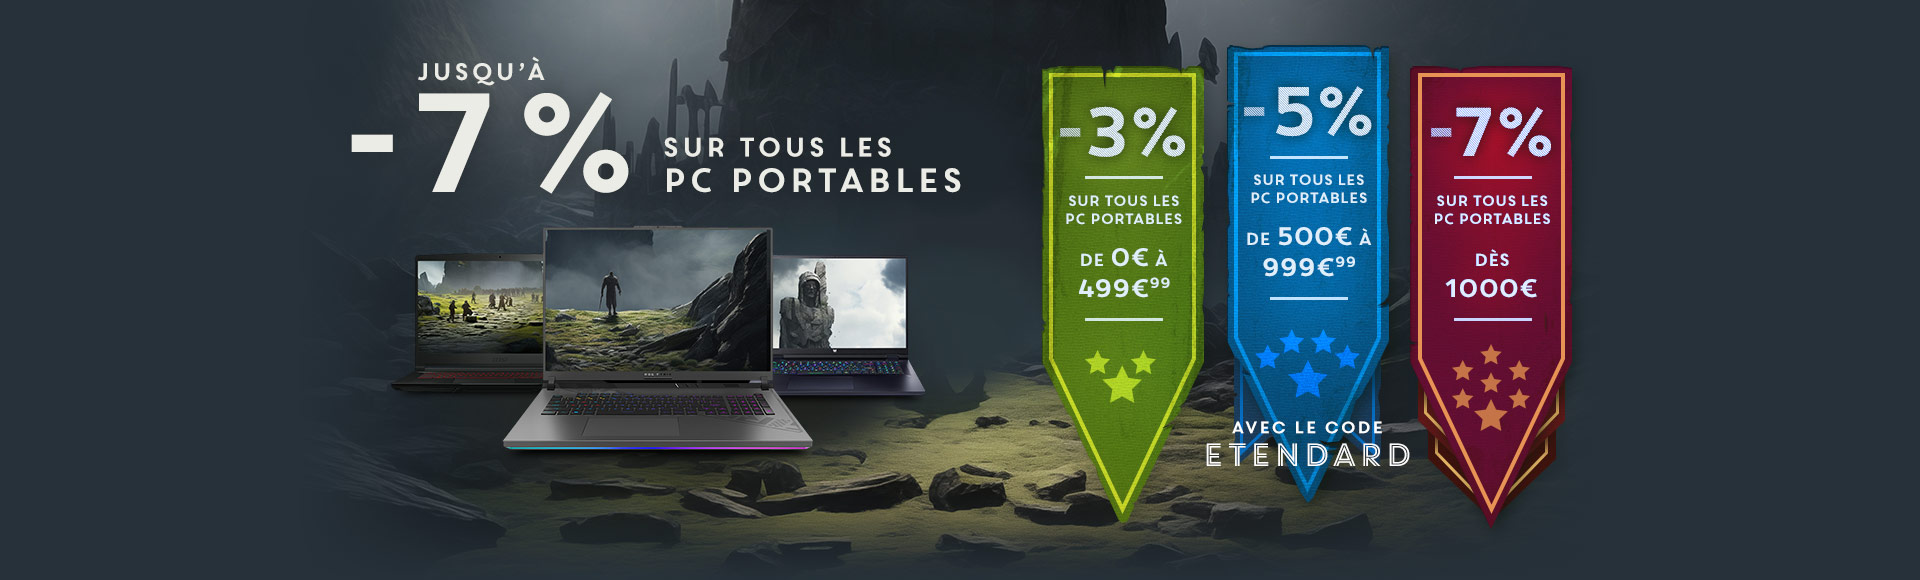 JUSQU'À
-7%
SUR TOUS LES
PC PORTABLES
-3%
SUR TOUS LES
PC PORTABLES
DE 0€ À
499€99
-5%
SUR TOUS LES
PC PORTABLES
DE 500€ À
999€99
-7%
SUR TOUS LES
PC PORTABLES
DÈS
1000€
AVEC LE CODE
ETENDARD